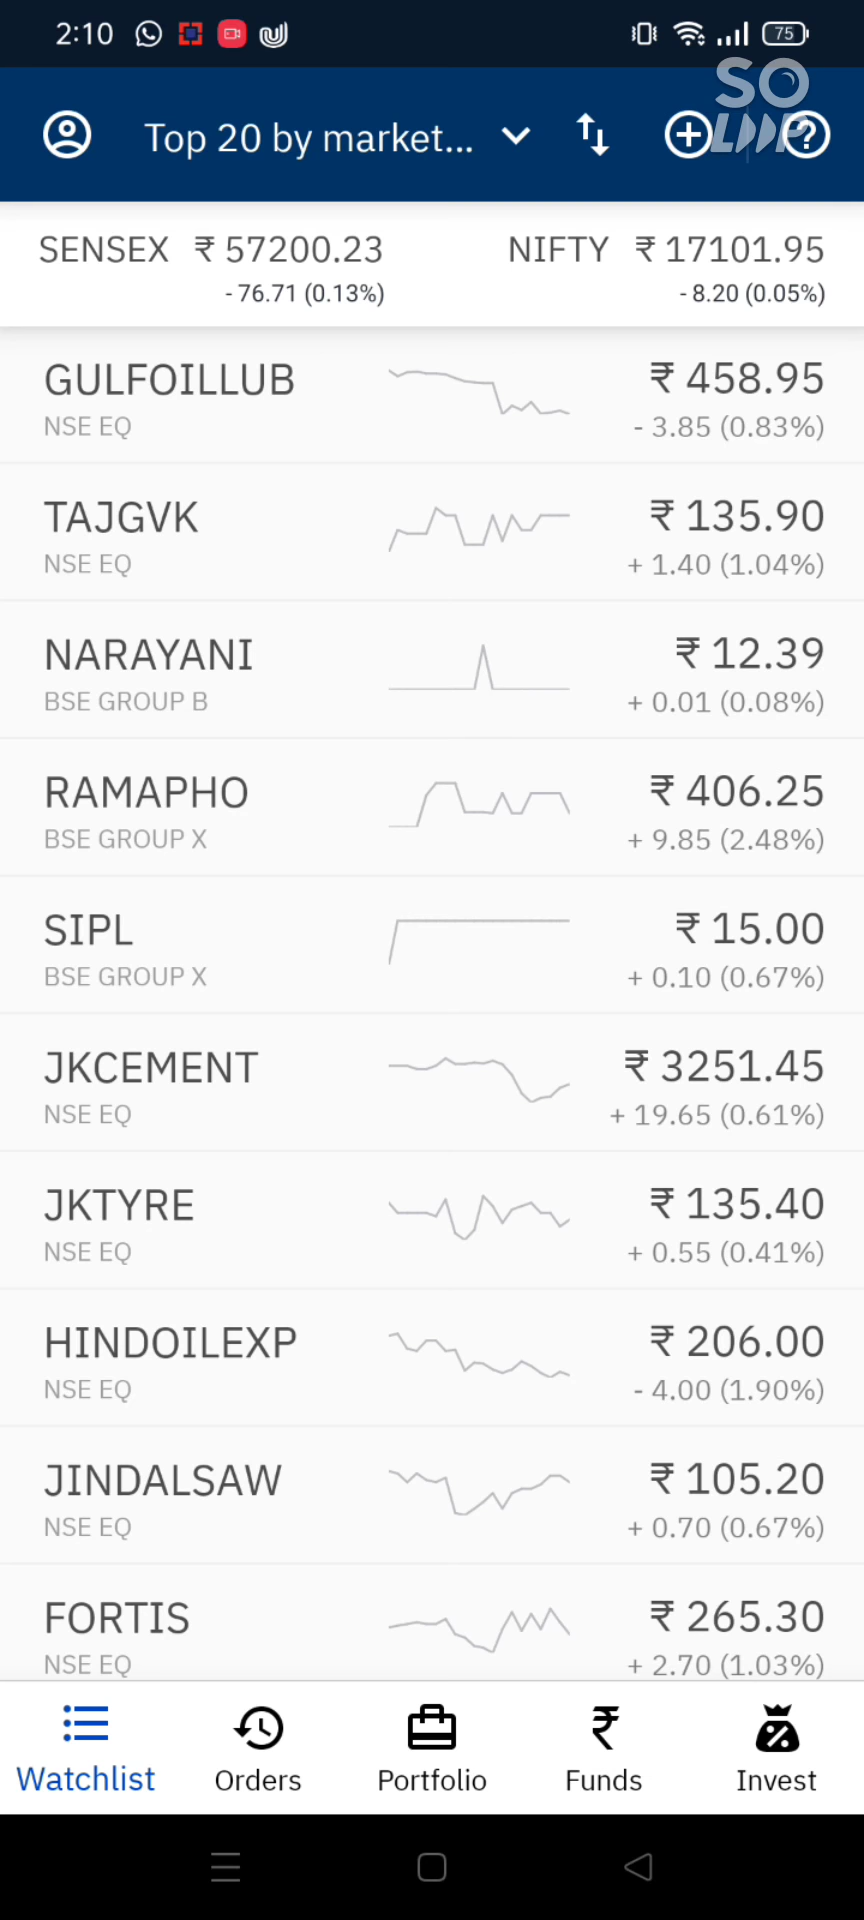 2:10 75
SO
LOOP
Top 20 by market...
SENSEX ₹ 57200.23 NIFTY ₹ 17101.95
- 76.71 (0.13%) - 8.20 (0.05%)
GULFOILLUB ₹ 458.95
NSE EQ - 3.85 (0.83%)
TAJGVK ₹ 135.90
NSE EQ + 1.40 (1.04%)
NARAYANI ₹ 12.39
BSE GROUP B + 0.01 (0.08%)
RAMAPHO ₹ 406.25
BSE GROUP X + 9.85 (2.48%)
SIPL ₹ 15.00
BSE GROUP X + 0.10 (0.67%)
JKCEMENT ₹ 3251.45
NSE EQ + 19.65 (0.61%)
JKTYRE ₹ 135.40
NSE EQ + 0.55 (0.41%)
HINDOILEXP ₹ 206.00
NSE EQ - 4.00 (1.90%)
JINDALSAW ₹ 105.20
NSE EQ + 0.70 (0.67%)
FORTIS ₹ 265.30
NSE EQ + 2.70 (1.03%)
Watchlist Orders Portfolio Funds Invest